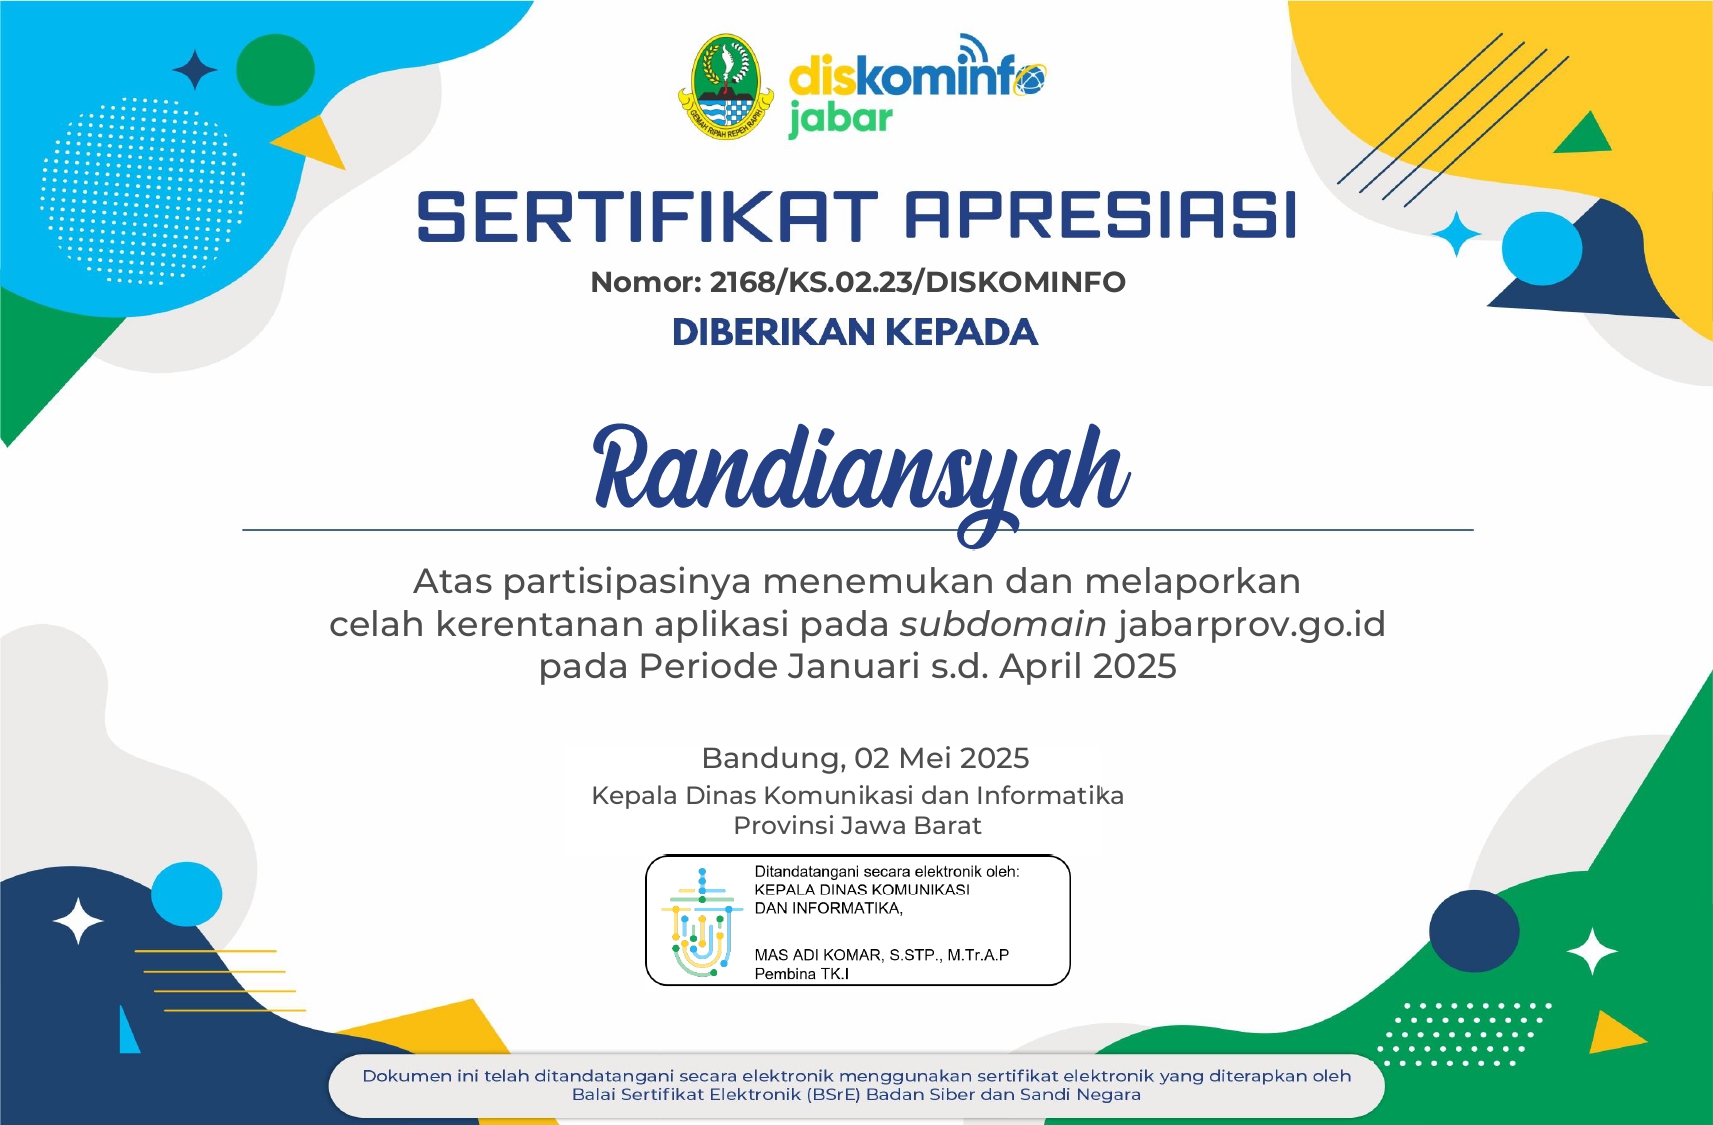 GEMAH RIPAH REPEH RAPIH
diskominfo
jabar
SERTIFIKAT APRESIASI
Nomor: 2168/KS.02.23/DISKOMINFO
DIBERIKAN KEPADA
Randiansyah
Atas partisipasinya menemukan dan melaporkan
celah kerentanan aplikasi pada subdomain jabarprov.go.id
pada Periode Januari s.d. April 2025
Bandung, 02 Mei 2025
Kepala Dinas Komunikasi dan Informatika
Provinsi Jawa Barat
Ditandatangani secara elektronik oleh:
KEPALA DINAS KOMUNIKASI
DAN INFORMATIKA,
MAS ADI KOMAR, S.STP., M.Tr.A.P
Pembina TK.I
Dokumen ini telah ditandatangani secara elektronik menggunakan sertifikat elektronik yang diterapkan oleh
Balai Sertifikat Elektronik (BSrE) Badan Siber dan Sandi Negara